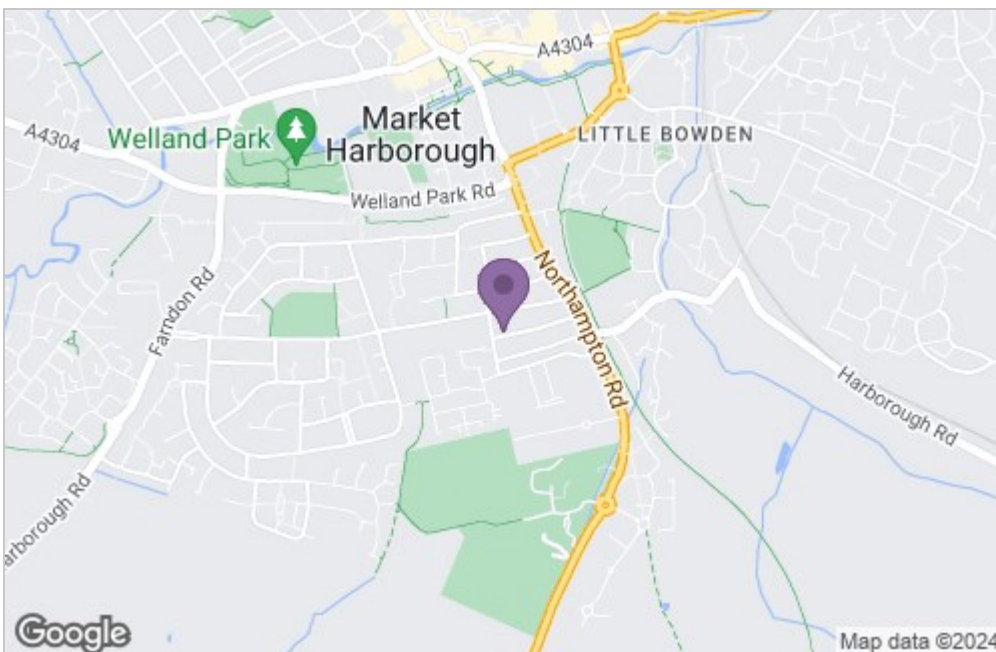 A4304
A4304
Welland Park
Market
Harborough
LITTLE BOWDEN
Welland Park Rd
Farndon Rd
Northampton Rd
Harborough Rd
arborough Rd
Google
Map data ©2024